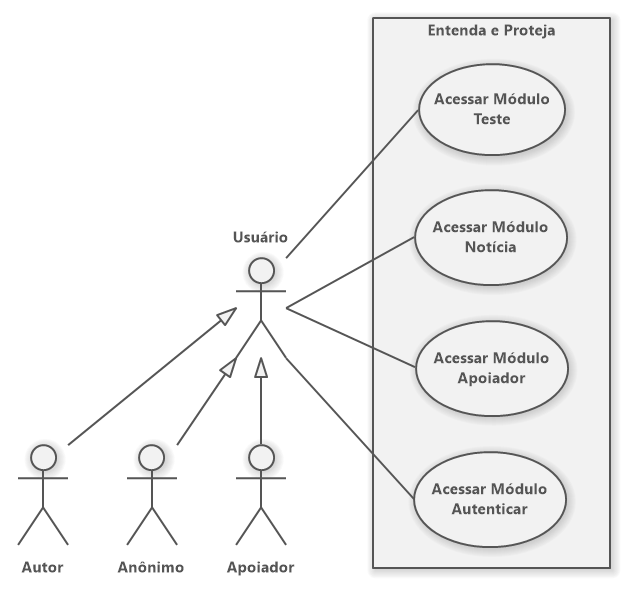 Entenda e Proteja
Acessar Módulo
Teste
Acessar Módulo
Notícia
Usuário
Acessar Módulo
Apoiador
Acessar Módulo
Autenticar
Autor
Anônimo
Apoiador